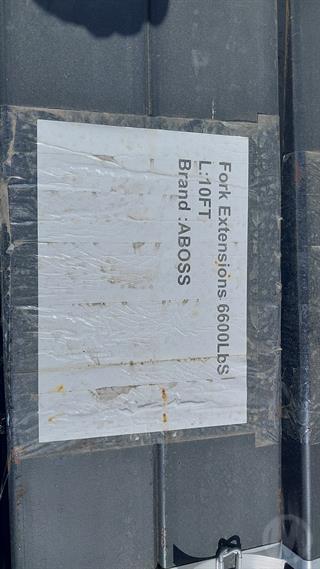 Fork Extensions 6600LbS
L:10FT
Brand :ABOSS